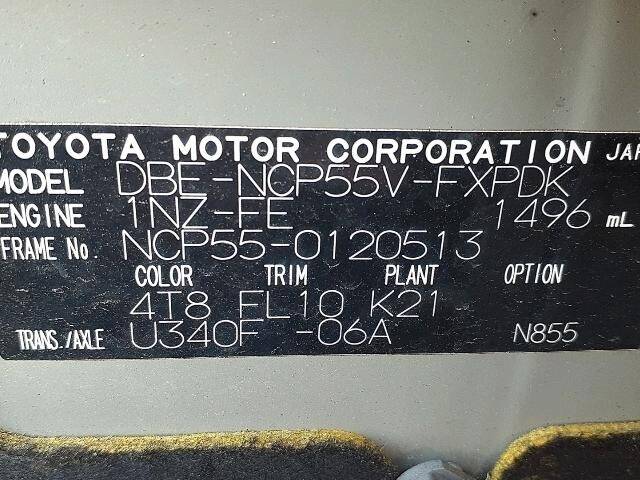 TOYOTA MOTOR CORPORATION JAP
MODEL DBE-NCP55V-FXPDK
ENGINE 1NZ-FE 1496 mL
FRAME No. NCP55-0120513
COLOR TRIM PLANT OPTION
4T8 FL10 K21
TRANS./AXLE U340F -06A N855